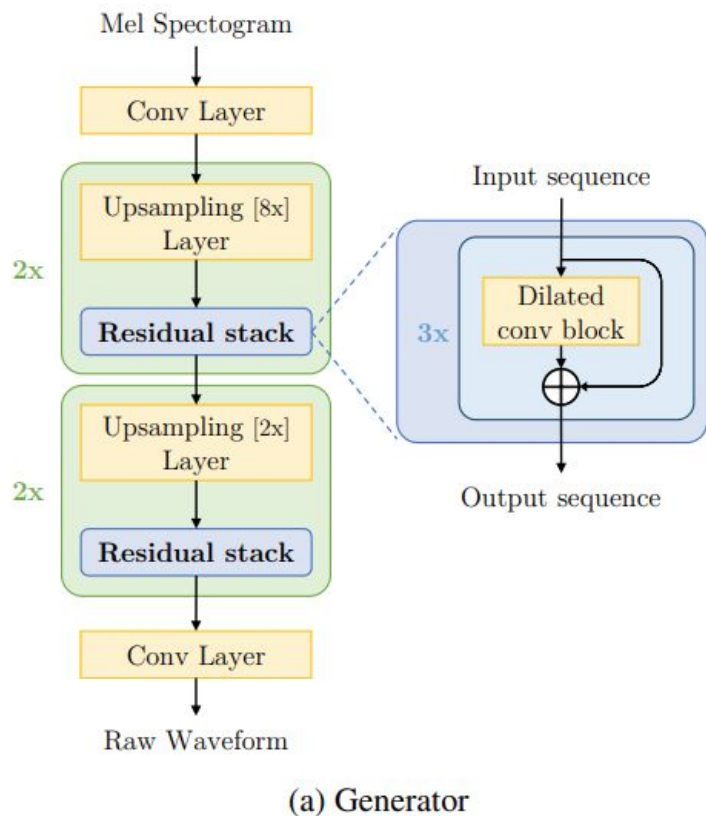 Mel Spectrogram
Conv Layer
Upsampling [8x]
Layer
2x
Residual stack
Upsampling [2x]
Layer
2x
Residual stack
Conv Layer
Raw Waveform
Input sequence
Dilated
conv block
3x
Output sequence
(a) Generator